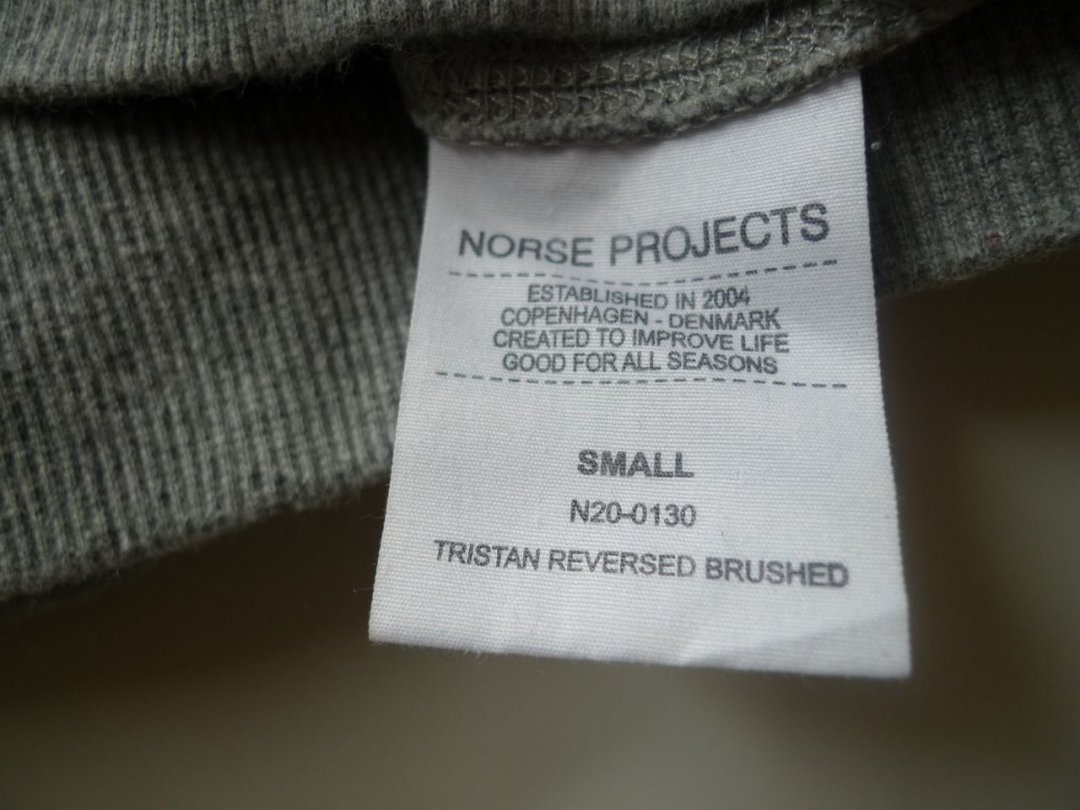 NORSE PROJECTS
ESTABLISHED IN 2004
COPENHAGEN - DENMARK
CREATED TO IMPROVE LIFE
GOOD FOR ALL SEASONS
SMALL
N20-0130
TRISTAN REVERSED BRUSHED